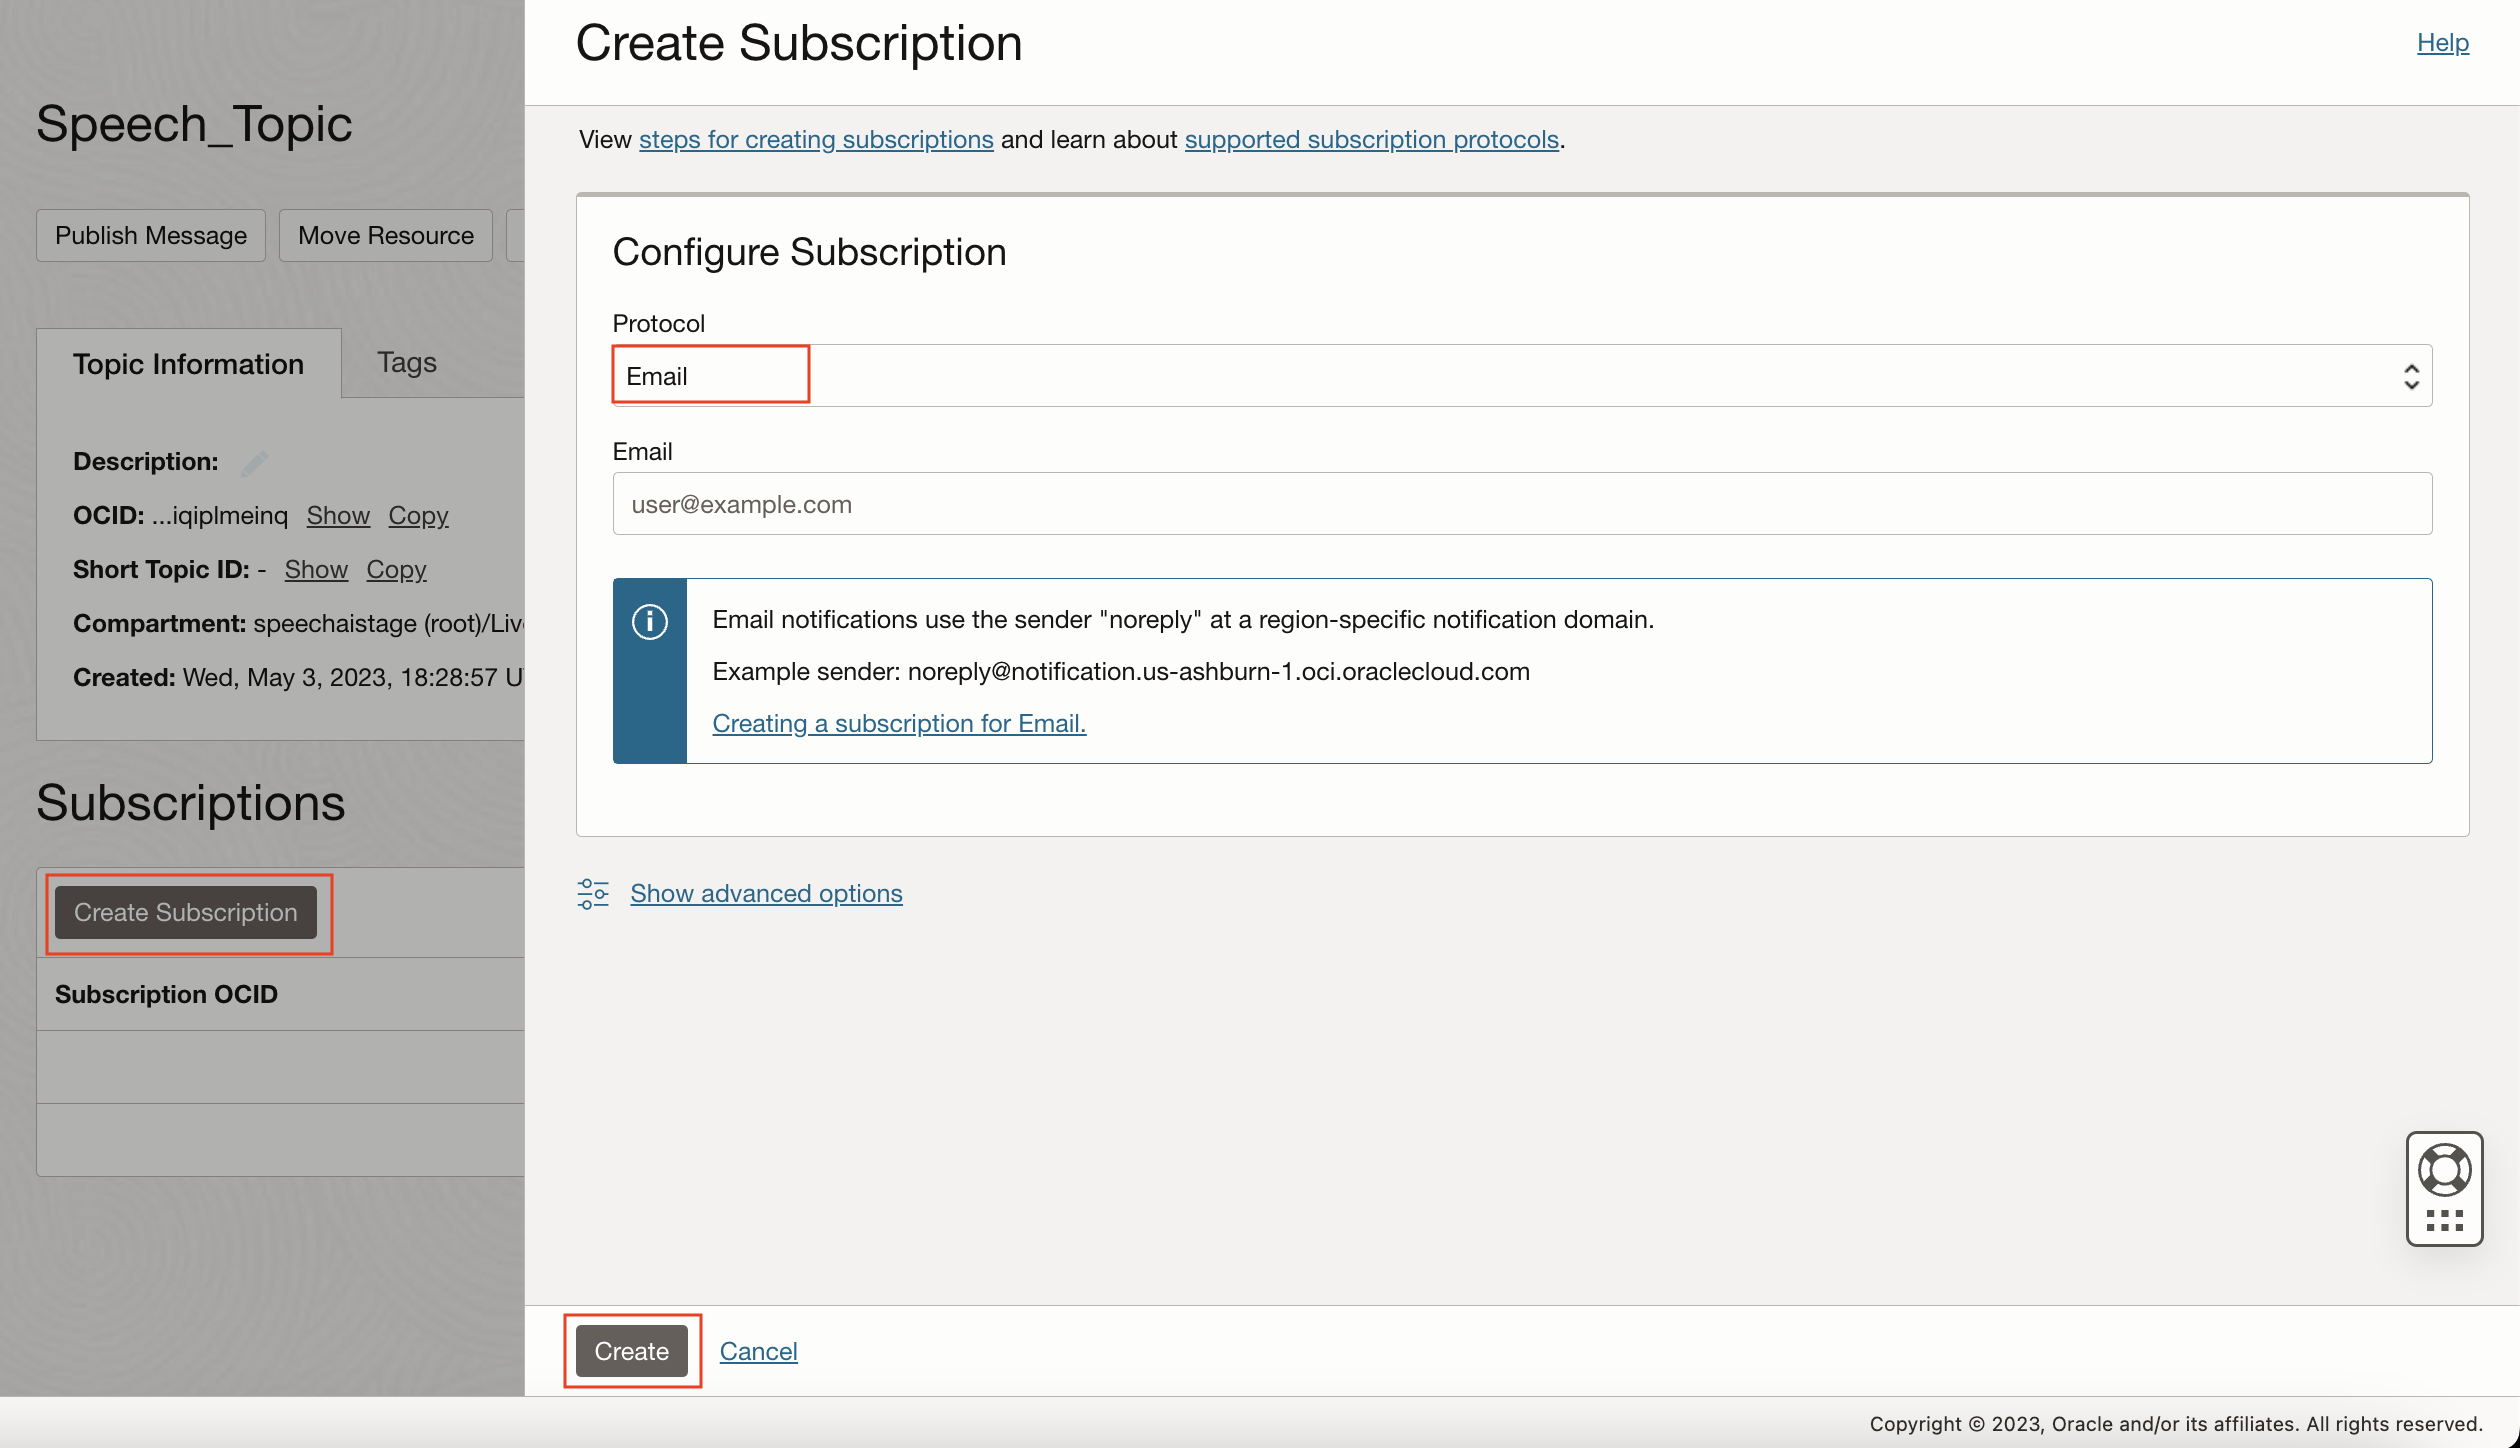 Speech_Topic
Publish Message
Move Resource
Topic Information
Tags
Description:
OCID: ...iqiplmeinq Show Copy
Short Topic ID: - Show Copy
Compartment: speechaistage (root)/Liv
Created: Wed, May 3, 2023, 18:28:57 U
Subscriptions
Create Subscription
Subscription OCID
Create Subscription
Help
View steps for creating subscriptions and learn about supported subscription protocols.
Configure Subscription
Protocol
Email
Email
user@example.com
Email notifications use the sender "noreply" at a region-specific notification domain.
Example sender: noreply@notification.us-ashburn-1.oci.oraclecloud.com
Creating a subscription for Email.
Show advanced options
Create
Cancel
Copyright © 2023, Oracle and/or its affiliates. All rights reserved.